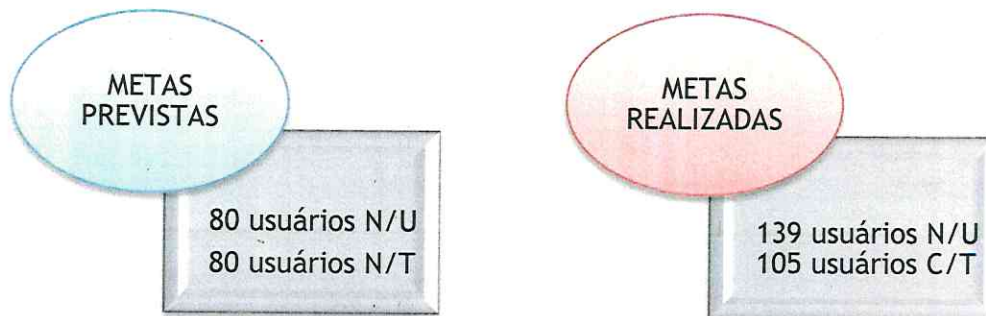 METAS
PREVISTAS
80 usuários N/U
80 usuários N/T
METAS
REALIZADAS
139 usuários N/U
105 usuários C/T